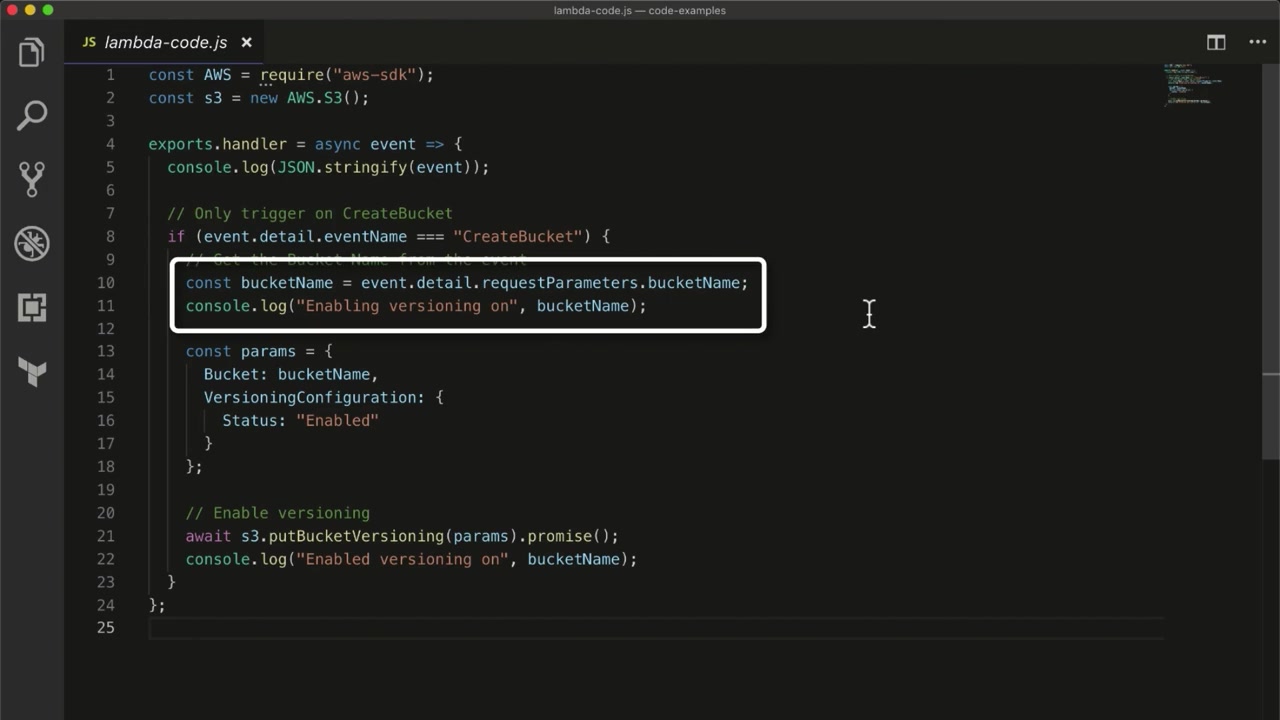 lambda-code.js — code-examples
JS lambda-code.js ×
1 const AWS = require("aws-sdk");
2 const s3 = new AWS.S3();
3
4 exports.handler = async event => {
5 console.log(JSON.stringify(event));
6
7 // Only trigger on CreateBucket
8 if (event.detail.eventName === "CreateBucket") {
9 // Get the Bucket Name from the event
10 const bucketName = event.detail.requestParameters.bucketName;
11 console.log("Enabling versioning on", bucketName);
12
13 const params = {
14 Bucket: bucketName,
15 VersioningConfiguration: {
16 Status: "Enabled"
17 }
18 };
19
20 // Enable versioning
21 await s3.putBucketVersioning(params).promise();
22 console.log("Enabled versioning on", bucketName);
23 }
24 };
25